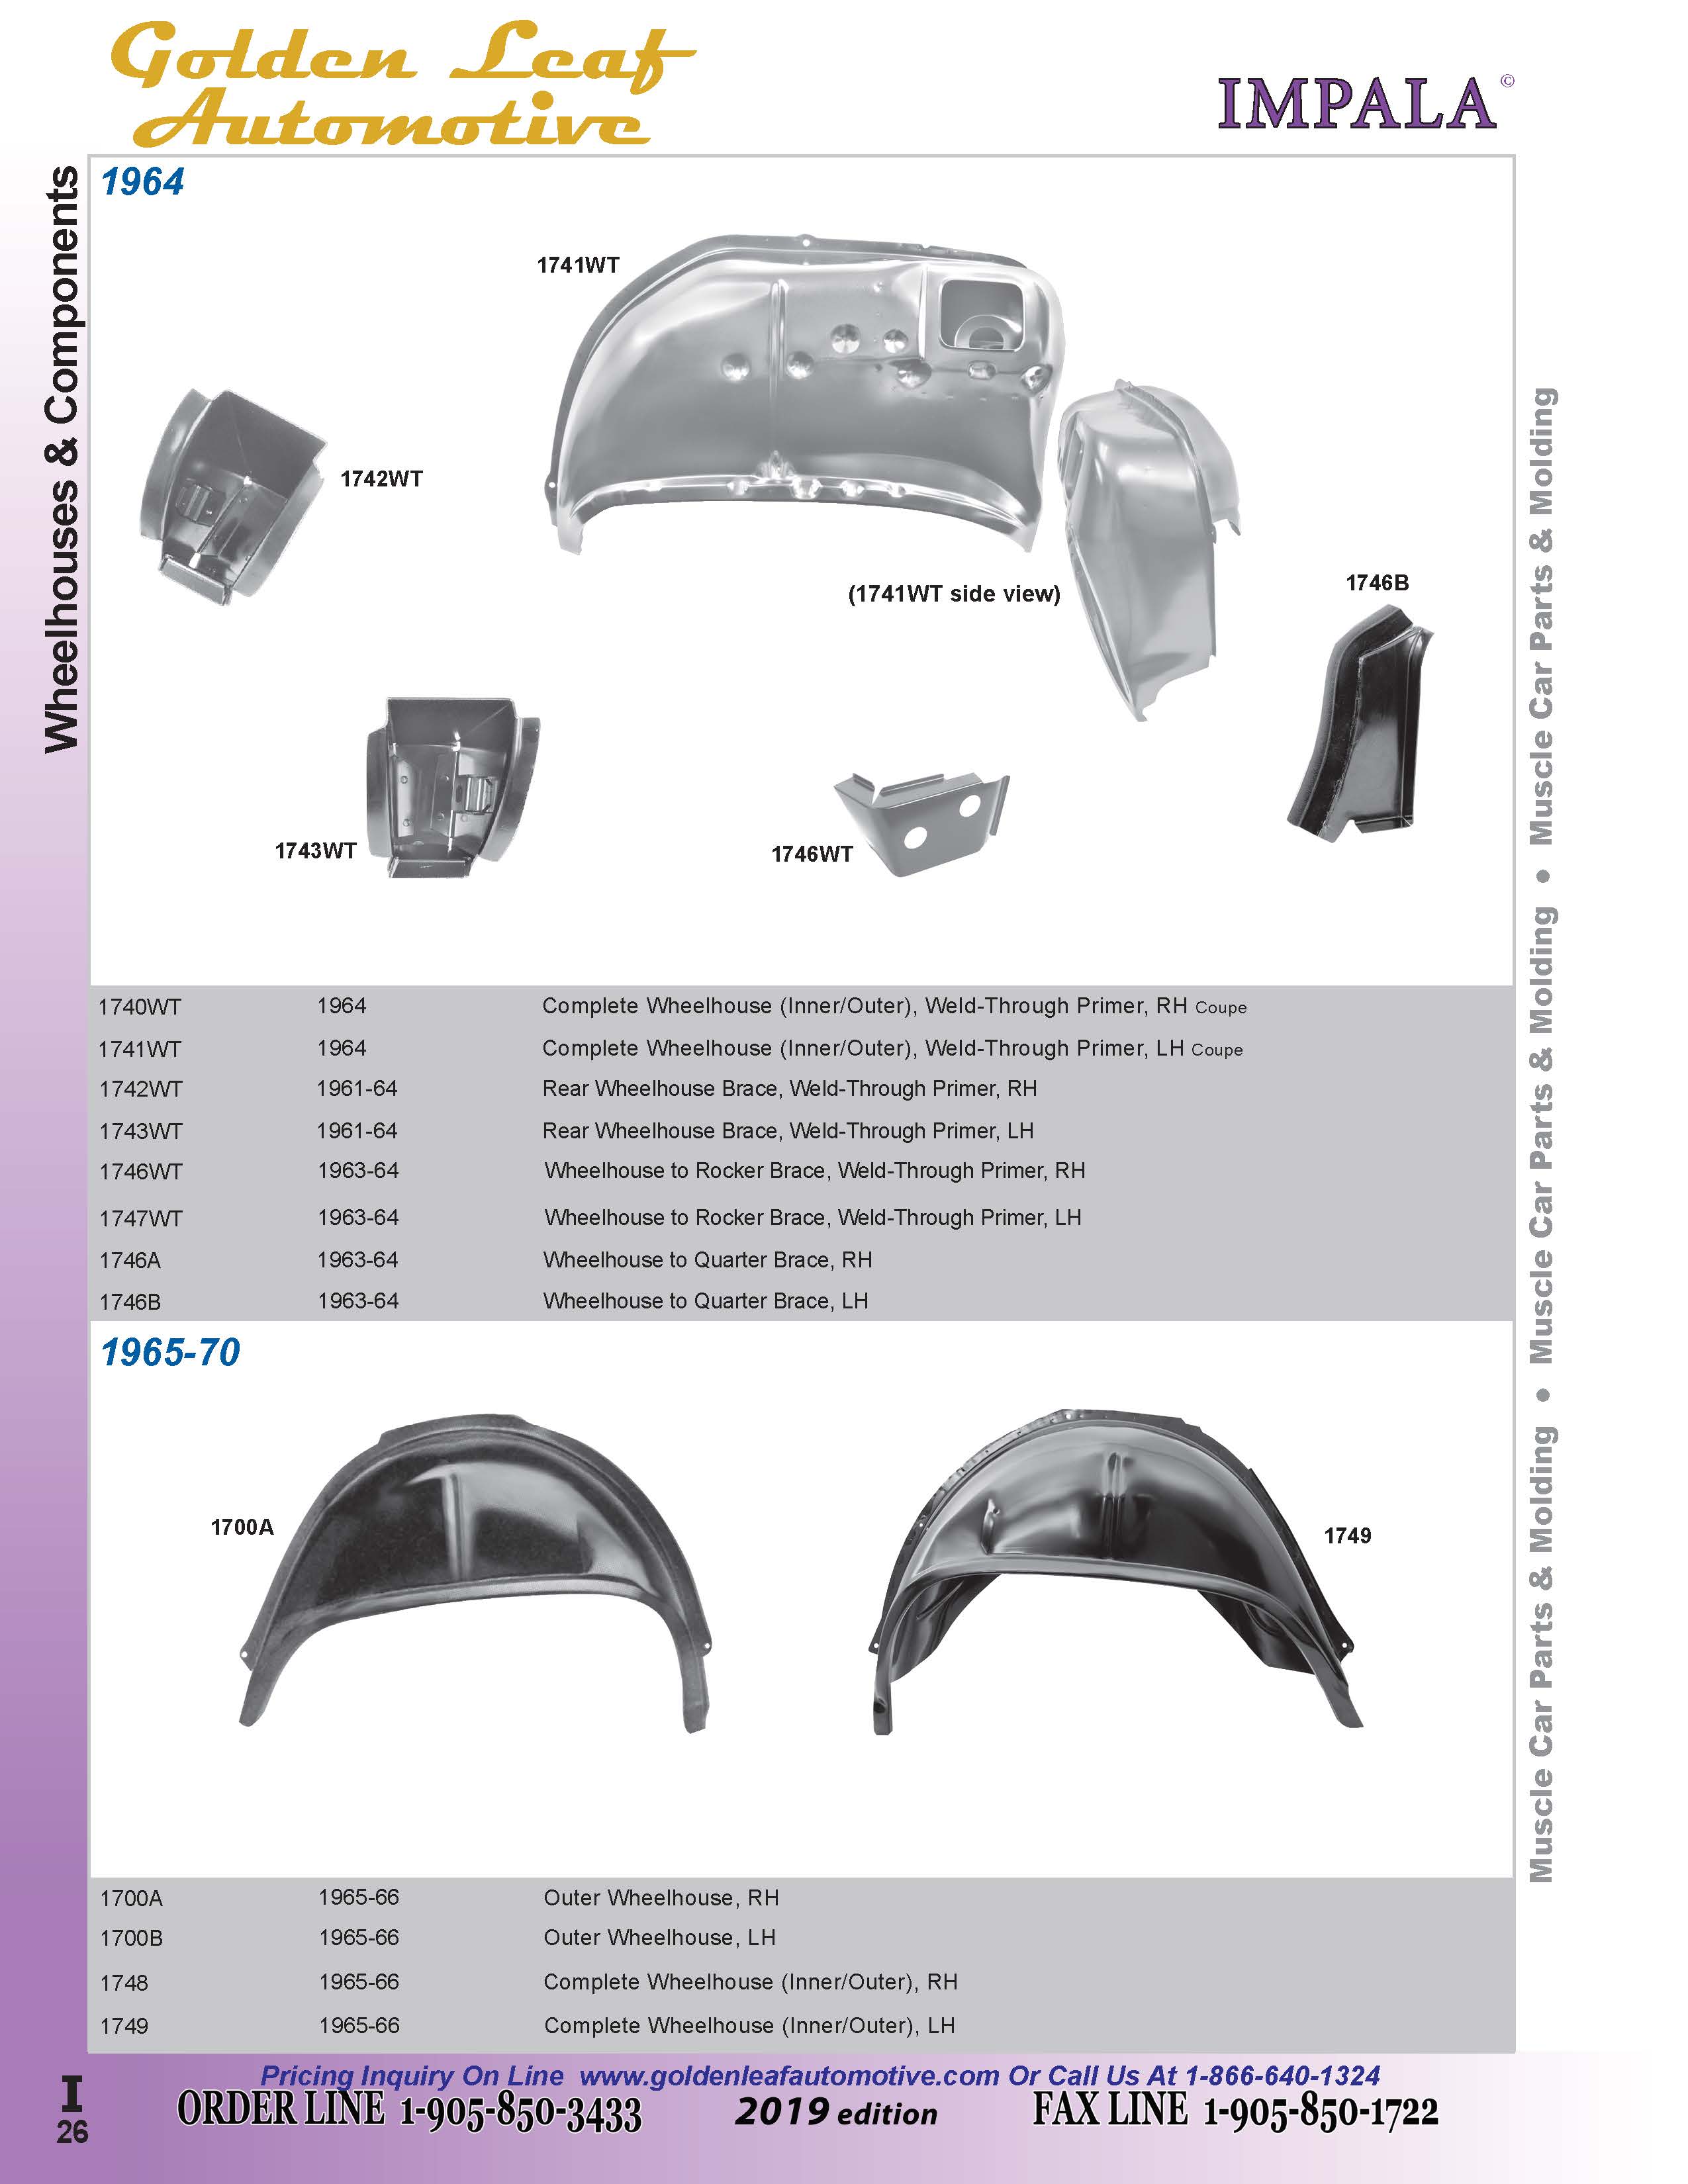 Golden Leaf
Automotive
IMPALA©
Wheelhouses & Components
1964
1741WT
1742WT
(1741WT side view)
1746B
1743WT
1746WT
1740WT 1964 Complete Wheelhouse (Inner/Outer), Weld-Through Primer, RH Coupe
1741WT 1964 Complete Wheelhouse (Inner/Outer), Weld-Through Primer, LH Coupe
1742WT 1961-64 Rear Wheelhouse Brace, Weld-Through Primer, RH
1743WT 1961-64 Rear Wheelhouse Brace, Weld-Through Primer, LH
1746WT 1963-64 Wheelhouse to Rocker Brace, Weld-Through Primer, RH
1747WT 1963-64 Wheelhouse to Rocker Brace, Weld-Through Primer, LH
1746A 1963-64 Wheelhouse to Quarter Brace, RH
1746B 1963-64 Wheelhouse to Quarter Brace, LH
1965-70
1700A
1749
1700A 1965-66 Outer Wheelhouse, RH
1700B 1965-66 Outer Wheelhouse, LH
1748 1965-66 Complete Wheelhouse (Inner/Outer), RH
1749 1965-66 Complete Wheelhouse (Inner/Outer), LH
Muscle Car Parts & Molding • Muscle Car Parts & Molding • Muscle Car Parts & Molding
Pricing Inquiry On Line www.goldenleafautomotive.com Or Call Us At 1-866-640-1324
ORDER LINE 1-905-850-3433 2019 edition FAX LINE 1-905-850-1722
I
26